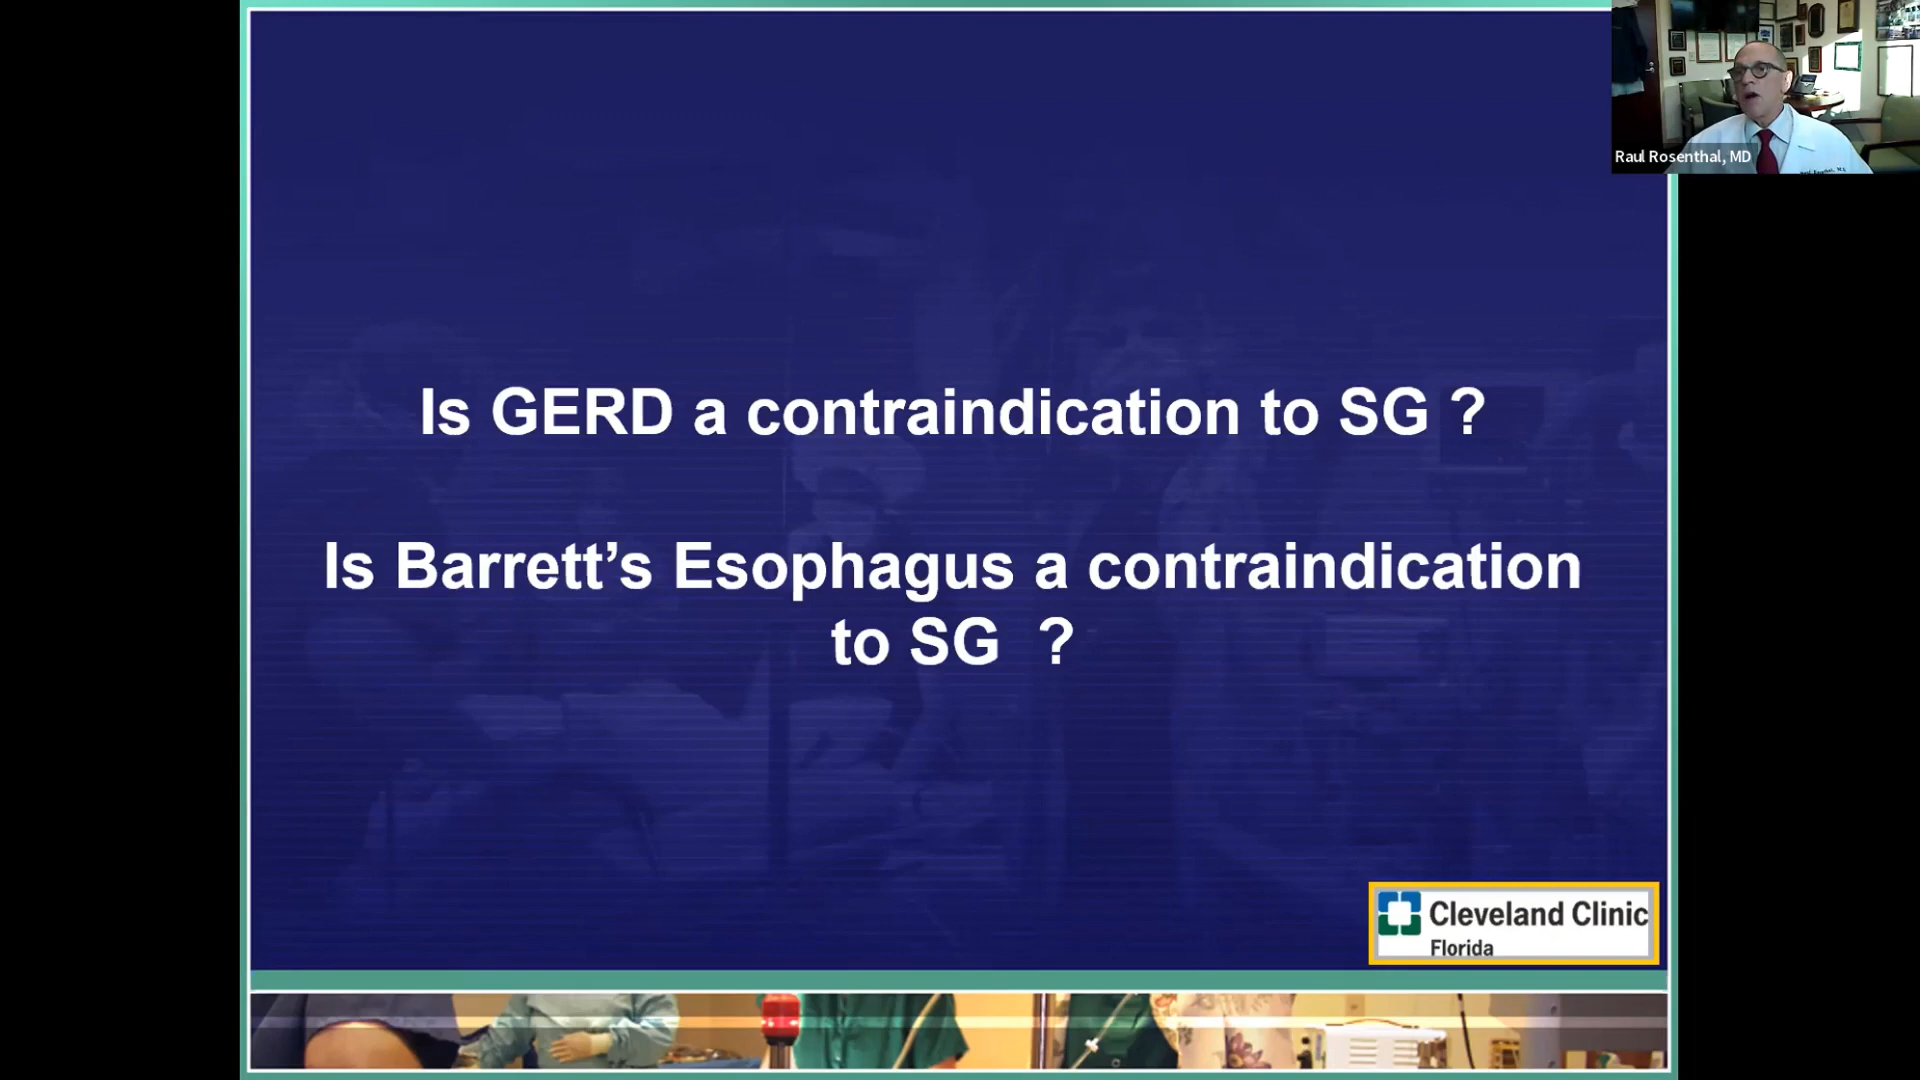 Raul Rosenthal, MD
Is GERD a contraindication to SG ?
Is Barrett’s Esophagus a contraindication
to SG ?
Cleveland Clinic
Florida